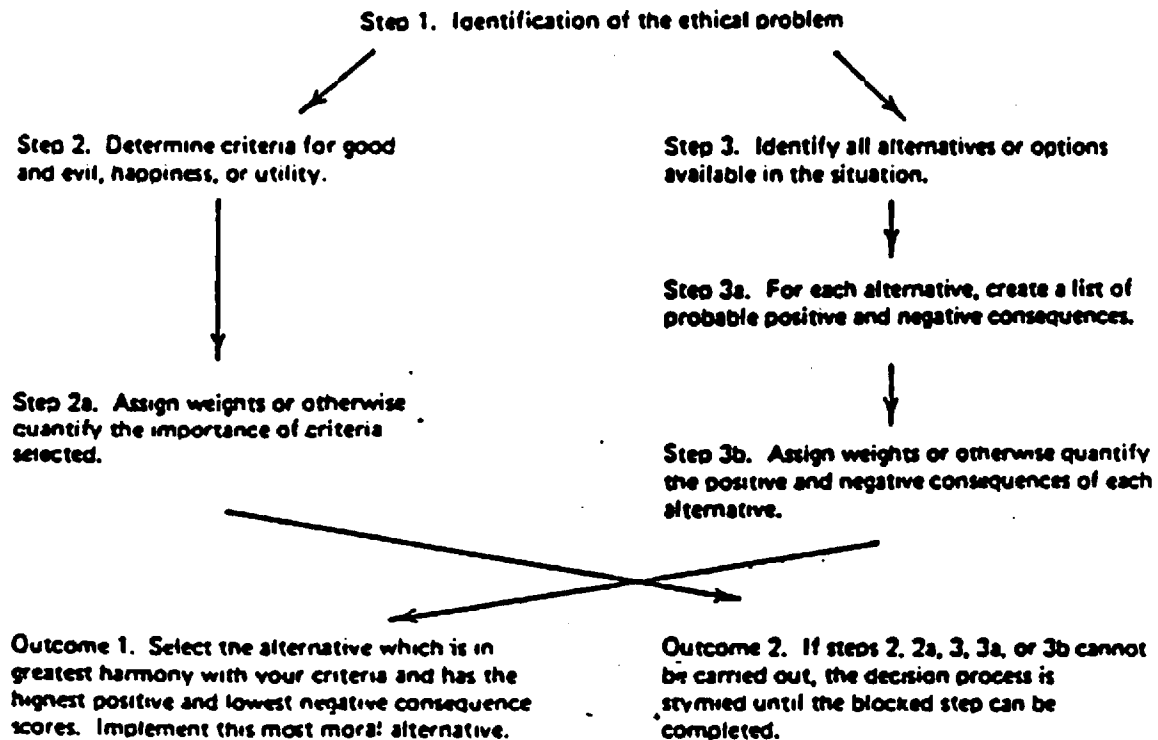 Step 1. Identification of the ethical problem
Step 2. Determine criteria for good
and evil, happiness, or utility.
Step 2a. Assign weights or otherwise
quantify the importance of criteria
selected.
Step 3. Identify all alternatives or options
available in the situation.
Step 3a. For each alternative, create a list of
probable positive and negative consequences.
Step 3b. Assign weights or otherwise quantify
the positive and negative consequences of each
alternative.
Outcome 1. Select the alternative which is in
greatest harmony with your criteria and has the
highest positive and lowest negative consequence
scores. Implement this most moral alternative.
Outcome 2. If steps 2, 2a, 3, 3a, or 3b cannot
be carried out, the decision process is
stymied until the blocked step can be
completed.